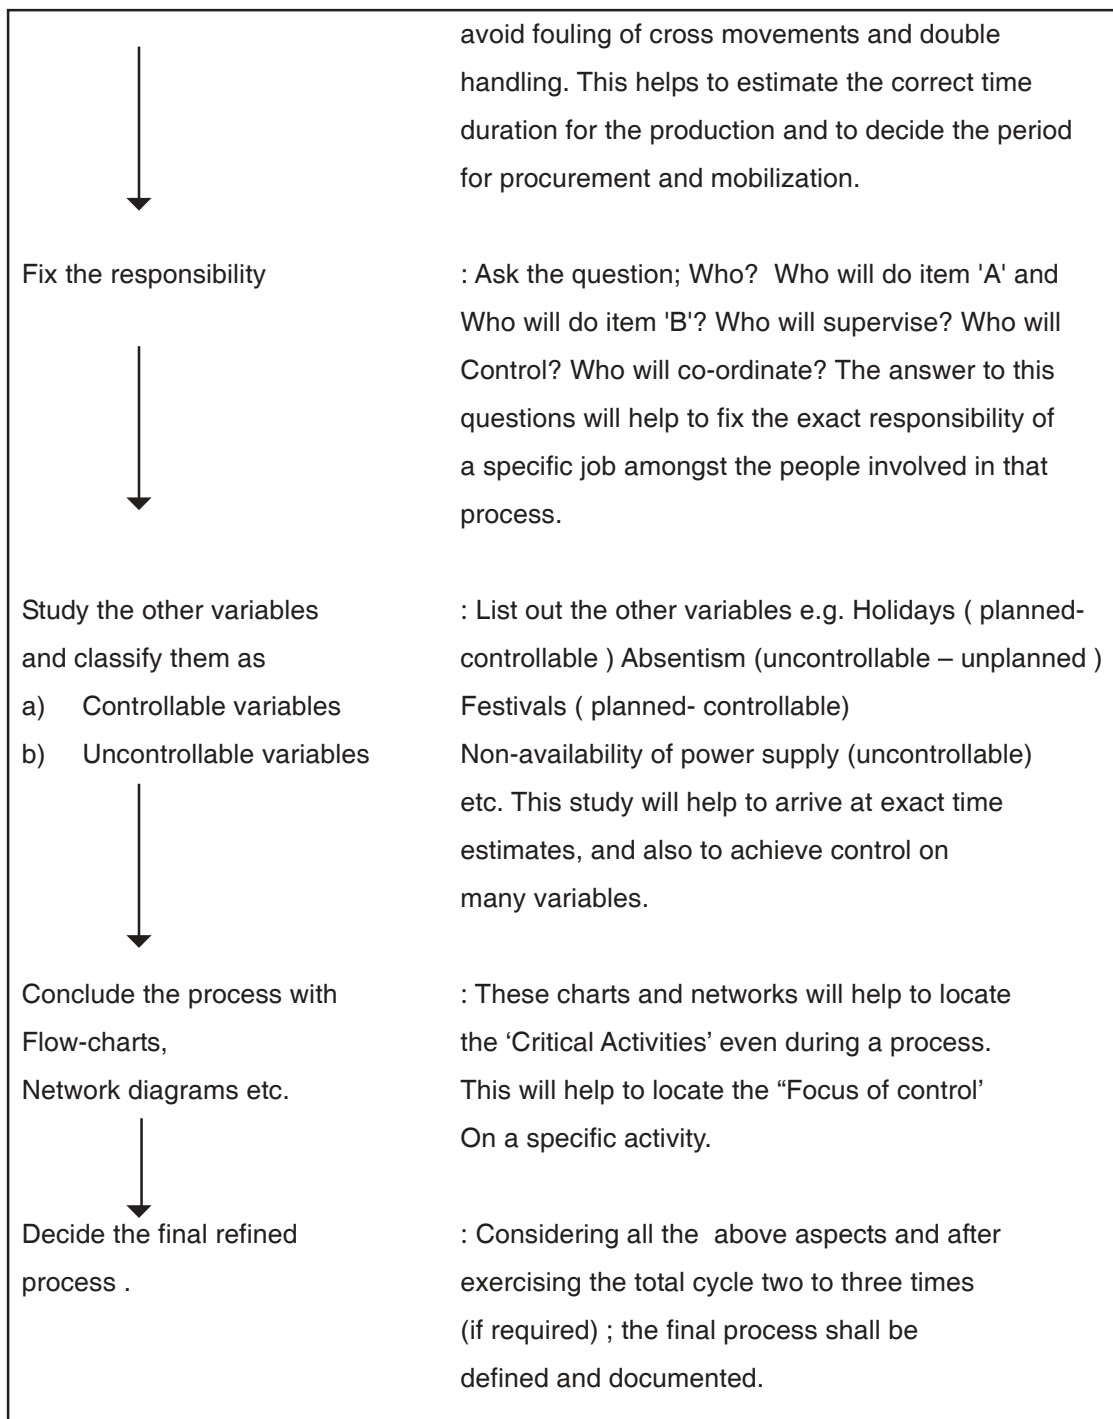 avoid fouling of cross movements and double
handling. This helps to estimate the correct time
duration for the production and to decide the period
for procurement and mobilization.
Fix the responsibility : Ask the question; Who? Who will do item 'A' and
Who will do item 'B'? Who will supervise? Who will
Control? Who will co-ordinate? The answer to this
questions will help to fix the exact responsibility of
a specific job amongst the people involved in that
process.
Study the other variables : List out the other variables e.g. Holidays ( planned-
and classify them as controllable ) Absentism (uncontrollable – unplanned )
a) Controllable variables Festivals ( planned- controllable)
b) Uncontrollable variables Non-availability of power supply (uncontrollable)
etc. This study will help to arrive at exact time
estimates, and also to achieve control on
many variables.
Conclude the process with : These charts and networks will help to locate
Flow-charts, the ‘Critical Activities’ even during a process.
Network diagrams etc. This will help to locate the “Focus of control’
On a specific activity.
Decide the final refined : Considering all the above aspects and after
process . exercising the total cycle two to three times
(if required) ; the final process shall be
defined and documented.